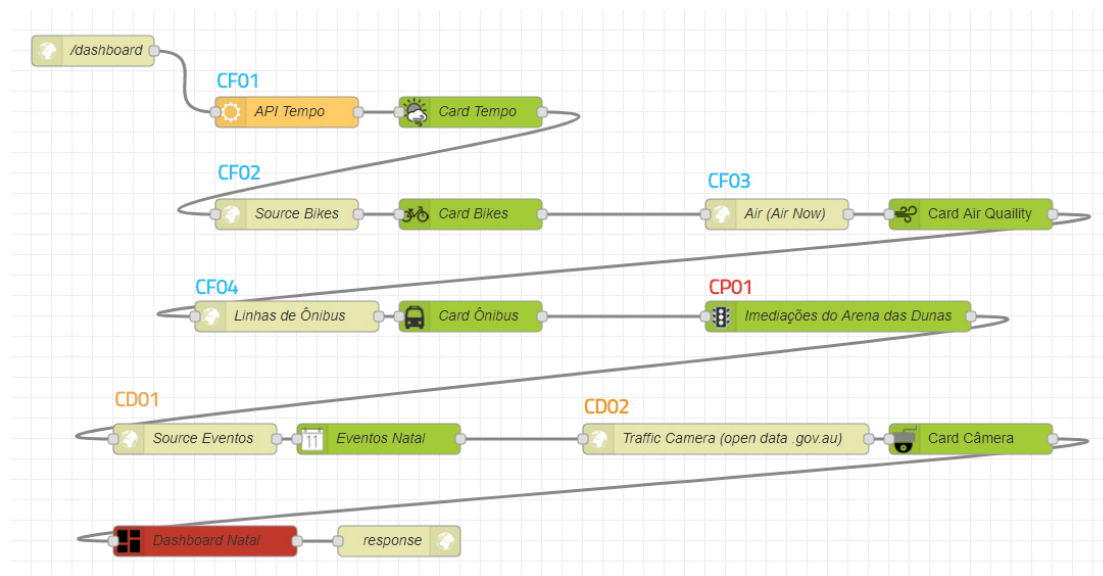 /dashboard
CF01
API Tempo
Card Tempo
CF02
Source Bikes
Card Bikes
CF03
Air (Air Now)
Card Air Quaility
CF04
Linhas de Ônibus
Card Ônibus
CP01
Imediações do Arena das Dunas
CD01
Source Eventos
11
Eventos Natal
CD02
Traffic Camera (open data .gov.au)
Card Câmera
Dashboard Natal
response